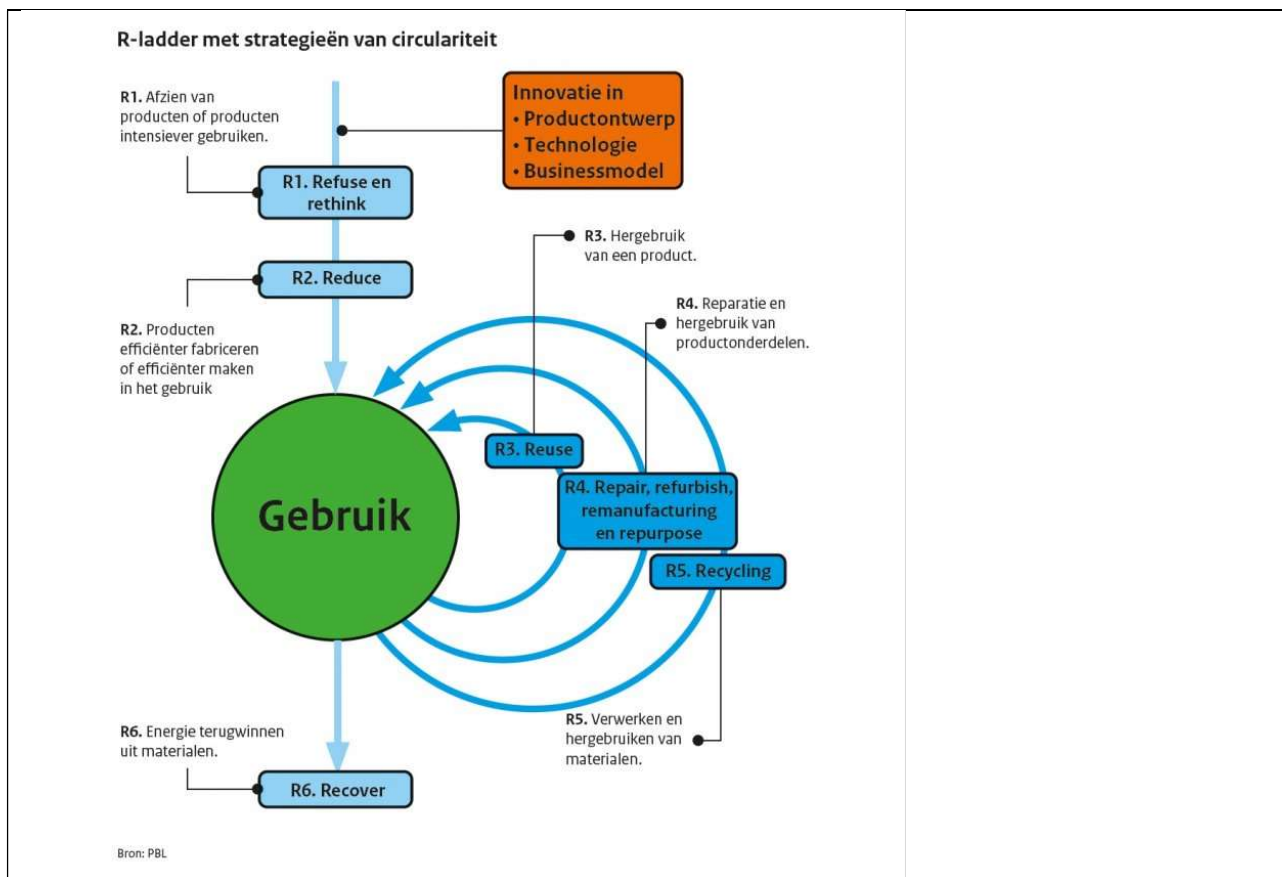 R-ladder met strategieën van circulariteit
R1. Afzien van
producten of producten
intensiever gebruiken.
Innovatie in
• Productontwerp
• Technologie
• Businessmodel
R1. Refuse en
rethink
R3. Hergebruik
van een product.
R2. Reduce
R4. Reparatie en
hergebruik van
productonderdelen.
R2. Producten
efficiënter fabriceren
of efficiënter maken
in het gebruik
R3. Reuse
Gebruik
R4. Repair, refurbish,
remanufacturing
en repurpose
R5. Recycling
R5. Verwerken en
hergebruiken van
materialen.
R6. Energie terugwinnen
uit materialen.
R6. Recover
Bron: PBL